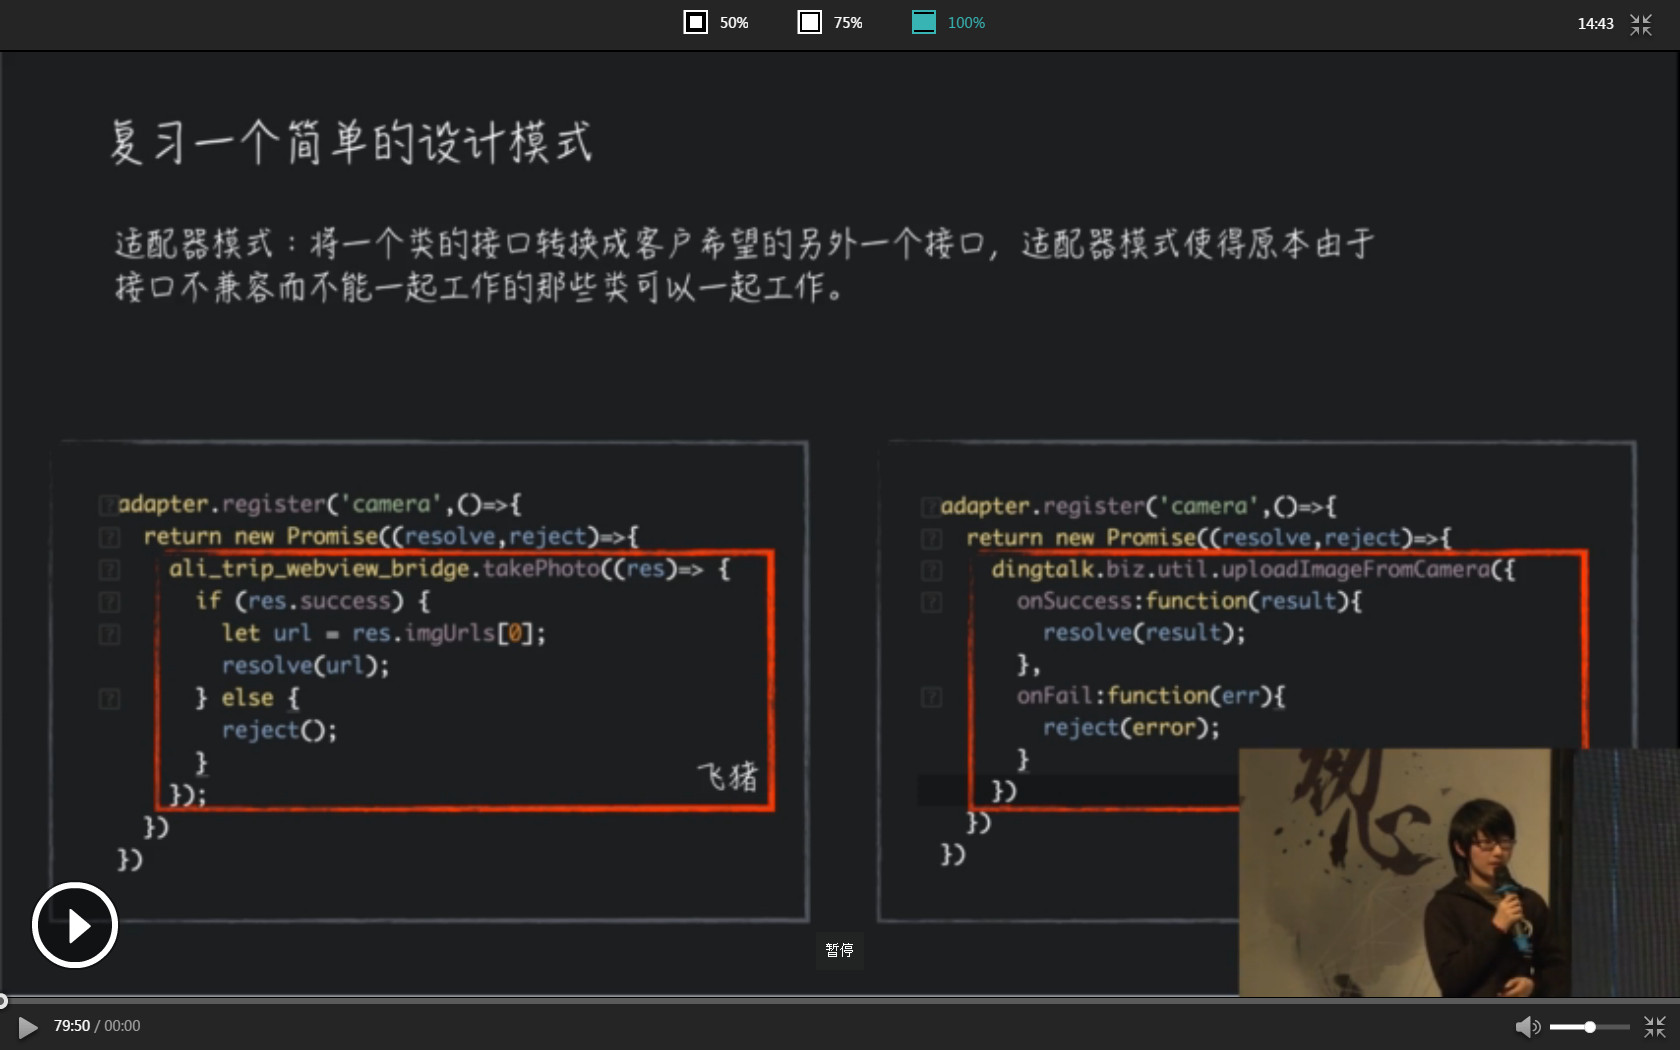 50% 75% 100% 14:43
复习一个简单的设计模式
适配器模式：将一个类的接口转换成客户希望的另外一个接口，适配器模式使得原本由于
接口不兼容而不能一起工作的那些类可以一起工作。
adapter.register('camera',()=>{
return new Promise((resolve,reject)=>{
ali_trip_webview_bridge.takePhoto((res)=> {
if (res.success) {
let url = res.imgUrls[0];
resolve(url);
} else {
reject();
}
});
})
})
飞猪
adapter.register('camera',()=>{
return new Promise((resolve,reject)=>{
dingtalk.biz.util.uploadImageFromCamera({
onSuccess:function(result){
resolve(result);
},
onFail:function(err){
reject(error);
}
})
})
})
初心
暂停
79:50 / 00:00